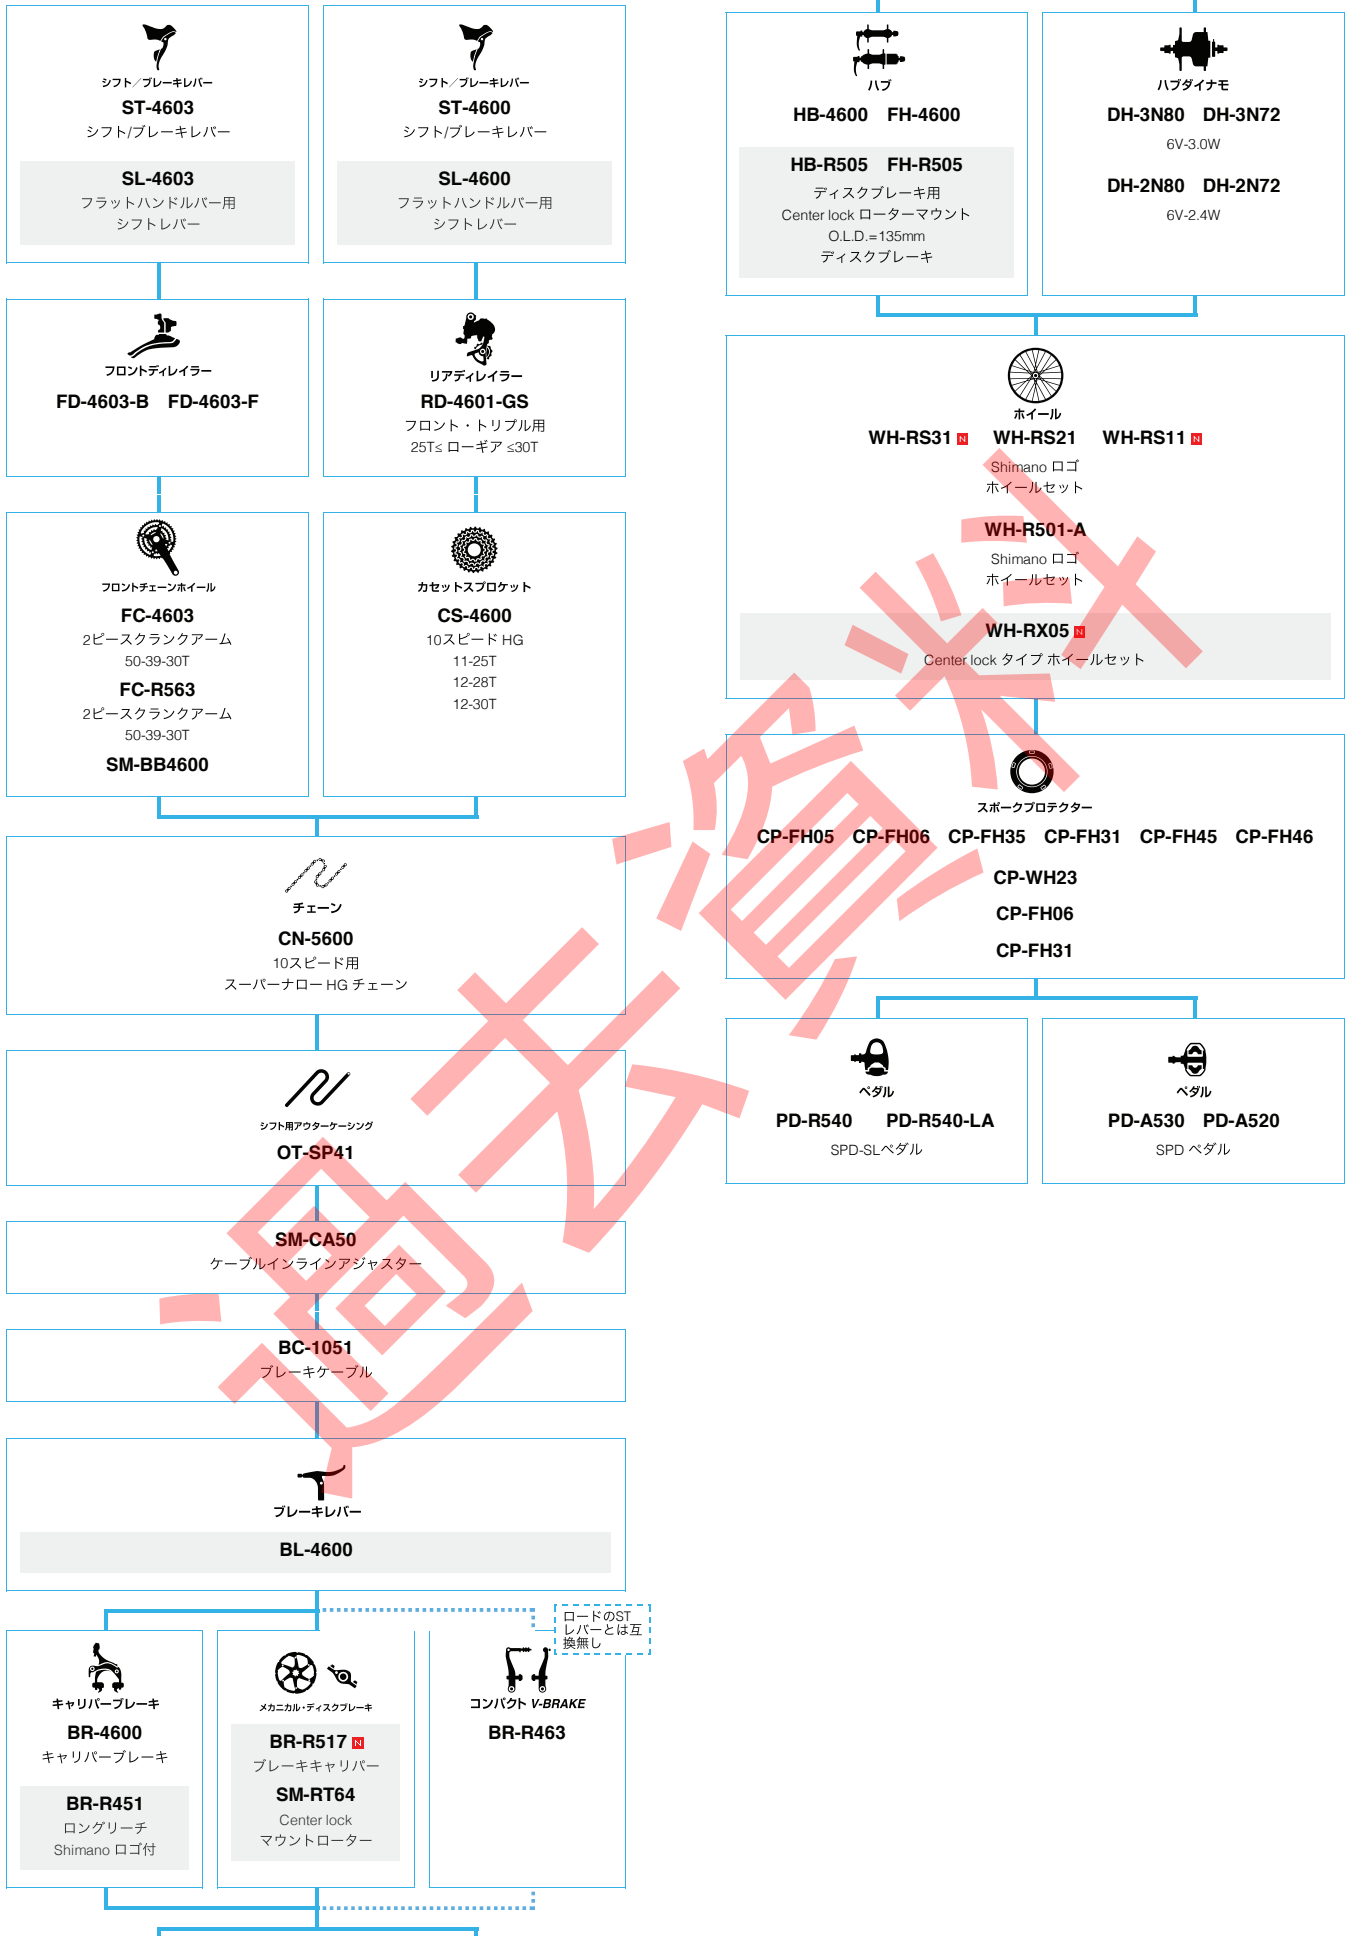 シフト／ブレーキレバー
ST-4603
シフト/ブレーキレバー
SL-4603
フラットハンドルバー用
シフトレバー
シフト／ブレーキレバー
ST-4600
シフト/ブレーキレバー
SL-4600
フラットハンドルバー用
シフトレバー
フロントディレイラー
FD-4603-B FD-4603-F
リアディレイラー
RD-4601-GS
フロント・トリプル用
25T≤ ローギア ≤30T
フロントチェーンホイール
FC-4603
2ピースクランクアーム
50-39-30T
FC-R563
2ピースクランクアーム
50-39-30T
SM-BB4600
カセットスプロケット
CS-4600
10スピード HG
11-25T
12-28T
12-30T
チェーン
CN-5600
10スピード用
スーパーナロー HG チェーン
シフト用アウターケーシング
OT-SP41
SM-CA50
ケーブルインラインアジャスター
BC-1051
ブレーキケーブル
ブレーキレバー
BL-4600
ロードのST
レバーとは互
換無し
キャリパーブレーキ
BR-4600
キャリパーブレーキ
BR-R451
ロングリーチ
Shimano ロゴ付
メカニカル・ディスクブレーキ
BR-R517 N
ブレーキキャリパー
SM-RT64
Center lock
マウントローター
コンパクト V-BRAKE
BR-R463
ハブ
HB-4600 FH-4600
HB-R505 FH-R505
ディスクブレーキ用
Center lock ローターマウント
O.L.D.=135mm
ディスクブレーキ
ハブダイナモ
DH-3N80 DH-3N72
6V-3.0W
DH-2N80 DH-2N72
6V-2.4W
ホイール
WH-RS31 N WH-RS21 WH-RS11 N
Shimano ロゴ
ホイールセット
WH-R501-A
Shimano ロゴ
ホイールセット
WH-RX05 N
Center lock タイプ ホイールセット
スポークプロテクター
CP-FH05 CP-FH06 CP-FH35 CP-FH31 CP-FH45 CP-FH46
CP-WH23
CP-FH06
CP-FH31
ペダル
PD-R540 PD-R540-LA
SPD-SLペダル
ペダル
PD-A530 PD-A520
SPD ペダル
過去資料